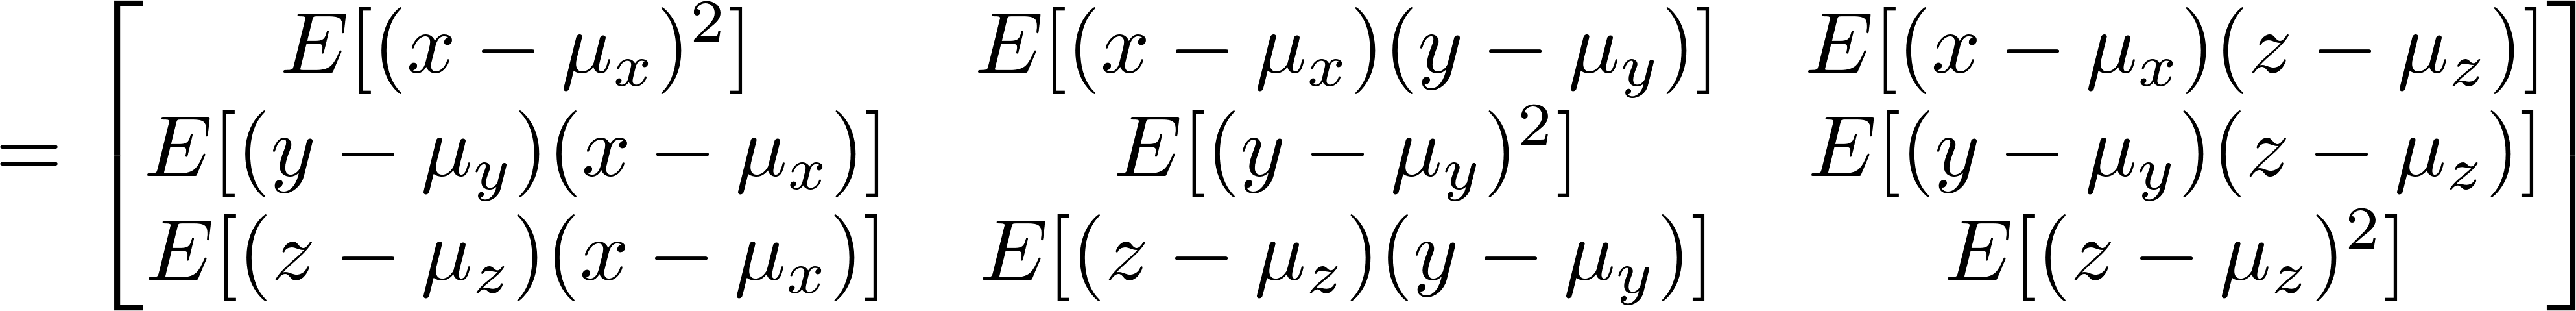 = [ E[(x − μ_x)^2] E[(x − μ_x)(y − μ_y)] E[(x − μ_x)(z − μ_z)]
E[(y − μ_y)(x − μ_x)] E[(y − μ_y)^2] E[(y − μ_y)(z − μ_z)]
E[(z − μ_z)(x − μ_x)] E[(z − μ_z)(y − μ_y)] E[(z − μ_z)^2] ]